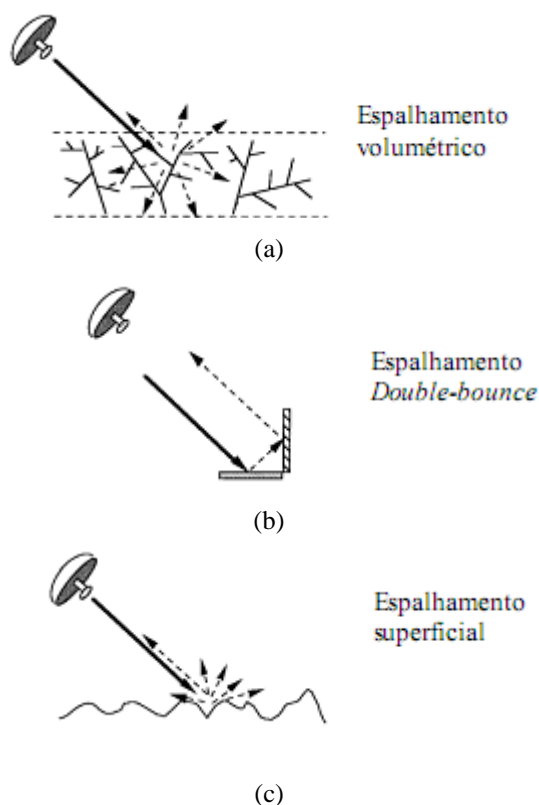 Espalhamento
volumétrico
(a)
Espalhamento
Double-bounce
(b)
Espalhamento
superficial
(c)